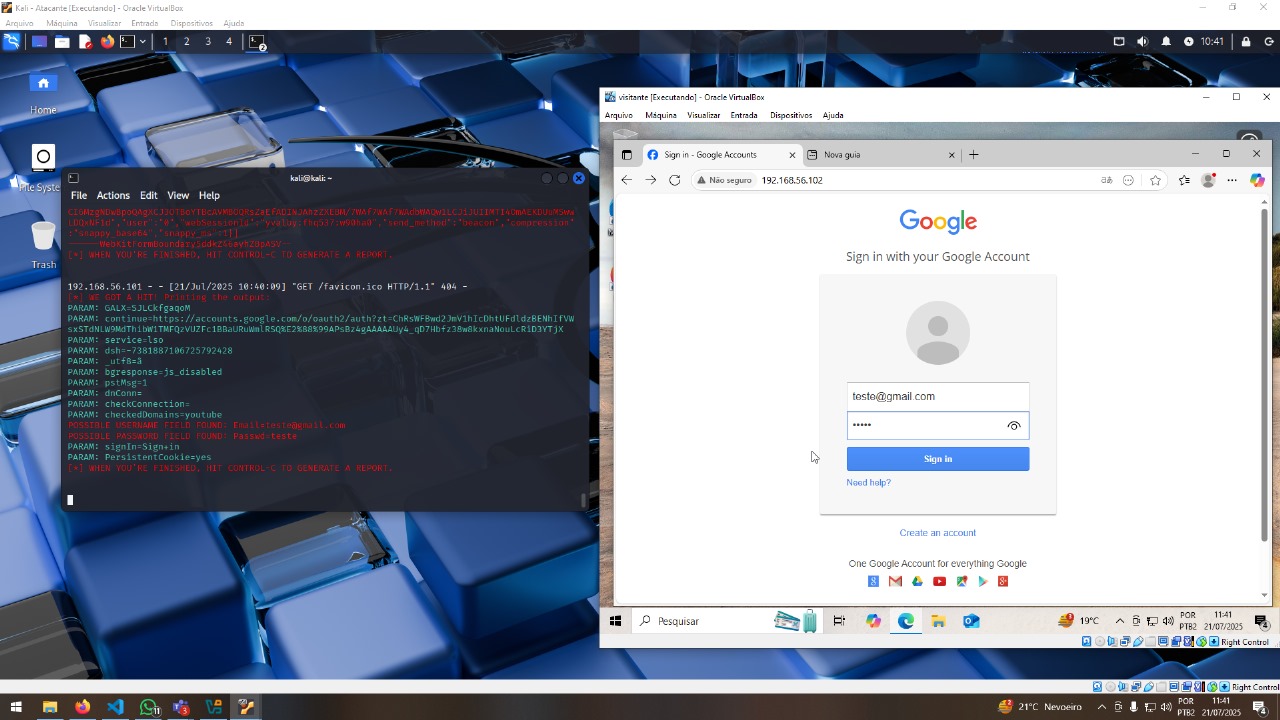 Kali - Atacante [Executando] - Oracle VirtualBox
Arquivo Máquina Visualizar Entrada Dispositivos Ajuda
1 2 3 4
10:41
Home
File Syste
Trash
kali@kali: ~
File Actions Edit View Help
------WebKitFormBoundary
[*] WHEN YOU'RE FINISHED, HIT CONTROL-C TO GENERATE A REPORT.
192.168.56.101 - - [21/Jul/2025 10:40:09] "GET /favicon.ico HTTP/1.1" 404 -
[*] WE GOT A HIT! Printing the output:
PARAM: GALX=SJLCkfgaqoM
PARAM: continue=https://accounts.google.com/o/oauth2/auth?zt=ChRsWFBwd2JmV1hIcDhtUFdldzBENhIfVW
sxSTdNLW9MdThibW1TMFQzVUZFc1BBaURuWmlRSQ%E2%88%99APsBz4gAAAAAUy4_qD7Hbfz38w8kxnaNouLcRiD3YTjX
PARAM: service=lso
PARAM: dsh=-7381887106725792428
PARAM: _utf8=â
PARAM: bgresponse=js_disabled
PARAM: pstMsg=1
PARAM: dnConn=
PARAM: checkConnection=
PARAM: checkedDomains=youtube
POSSIBLE USERNAME FIELD FOUND: Email=teste@gmail.com
POSSIBLE PASSWORD FIELD FOUND: Passwd=teste
PARAM: signIn=Sign+in
PARAM: PersistentCookie=yes
[*] WHEN YOU'RE FINISHED, HIT CONTROL-C TO GENERATE A REPORT.
visitante [Executando] - Oracle VirtualBox
Arquivo Máquina Visualizar Entrada Dispositivos Ajuda
Sign in - Google Accounts
Nova guia
Não seguro
192.168.56.102
Google
Sign in with your Google Account
teste@gmail.com
•••••
Sign in
Need help?
Create an account
One Google Account for everything Google
Pesquisar
19°C
POR
PTB2
11:41
21/07/2025
Right Control
Right Control
21°C Nevoeiro
POR
PTB2
11:41
21/07/2025